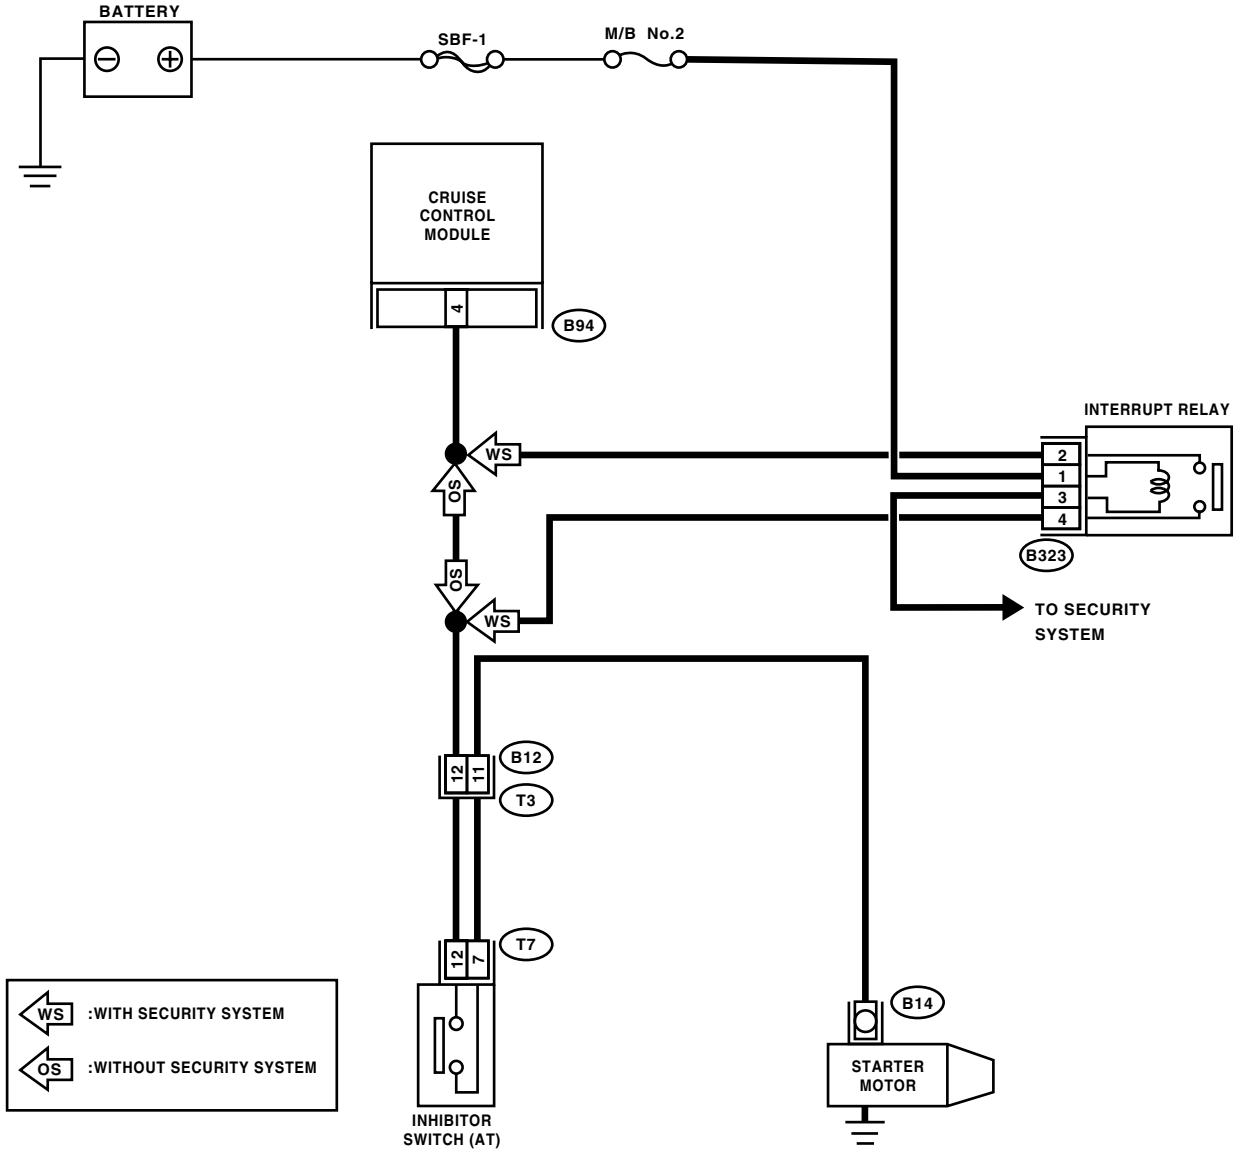 BATTERY
SBF-1
M/B No.2
CRUISE
CONTROL
MODULE
4
B94
INTERRUPT RELAY
WS
2
1
3
4
OS
B323
OS
WS
TO SECURITY
SYSTEM
12 11
B12
T3
12 7
T7
B14
WS :WITH SECURITY SYSTEM
OS :WITHOUT SECURITY SYSTEM
STARTER
MOTOR
INHIBITOR
SWITCH (AT)